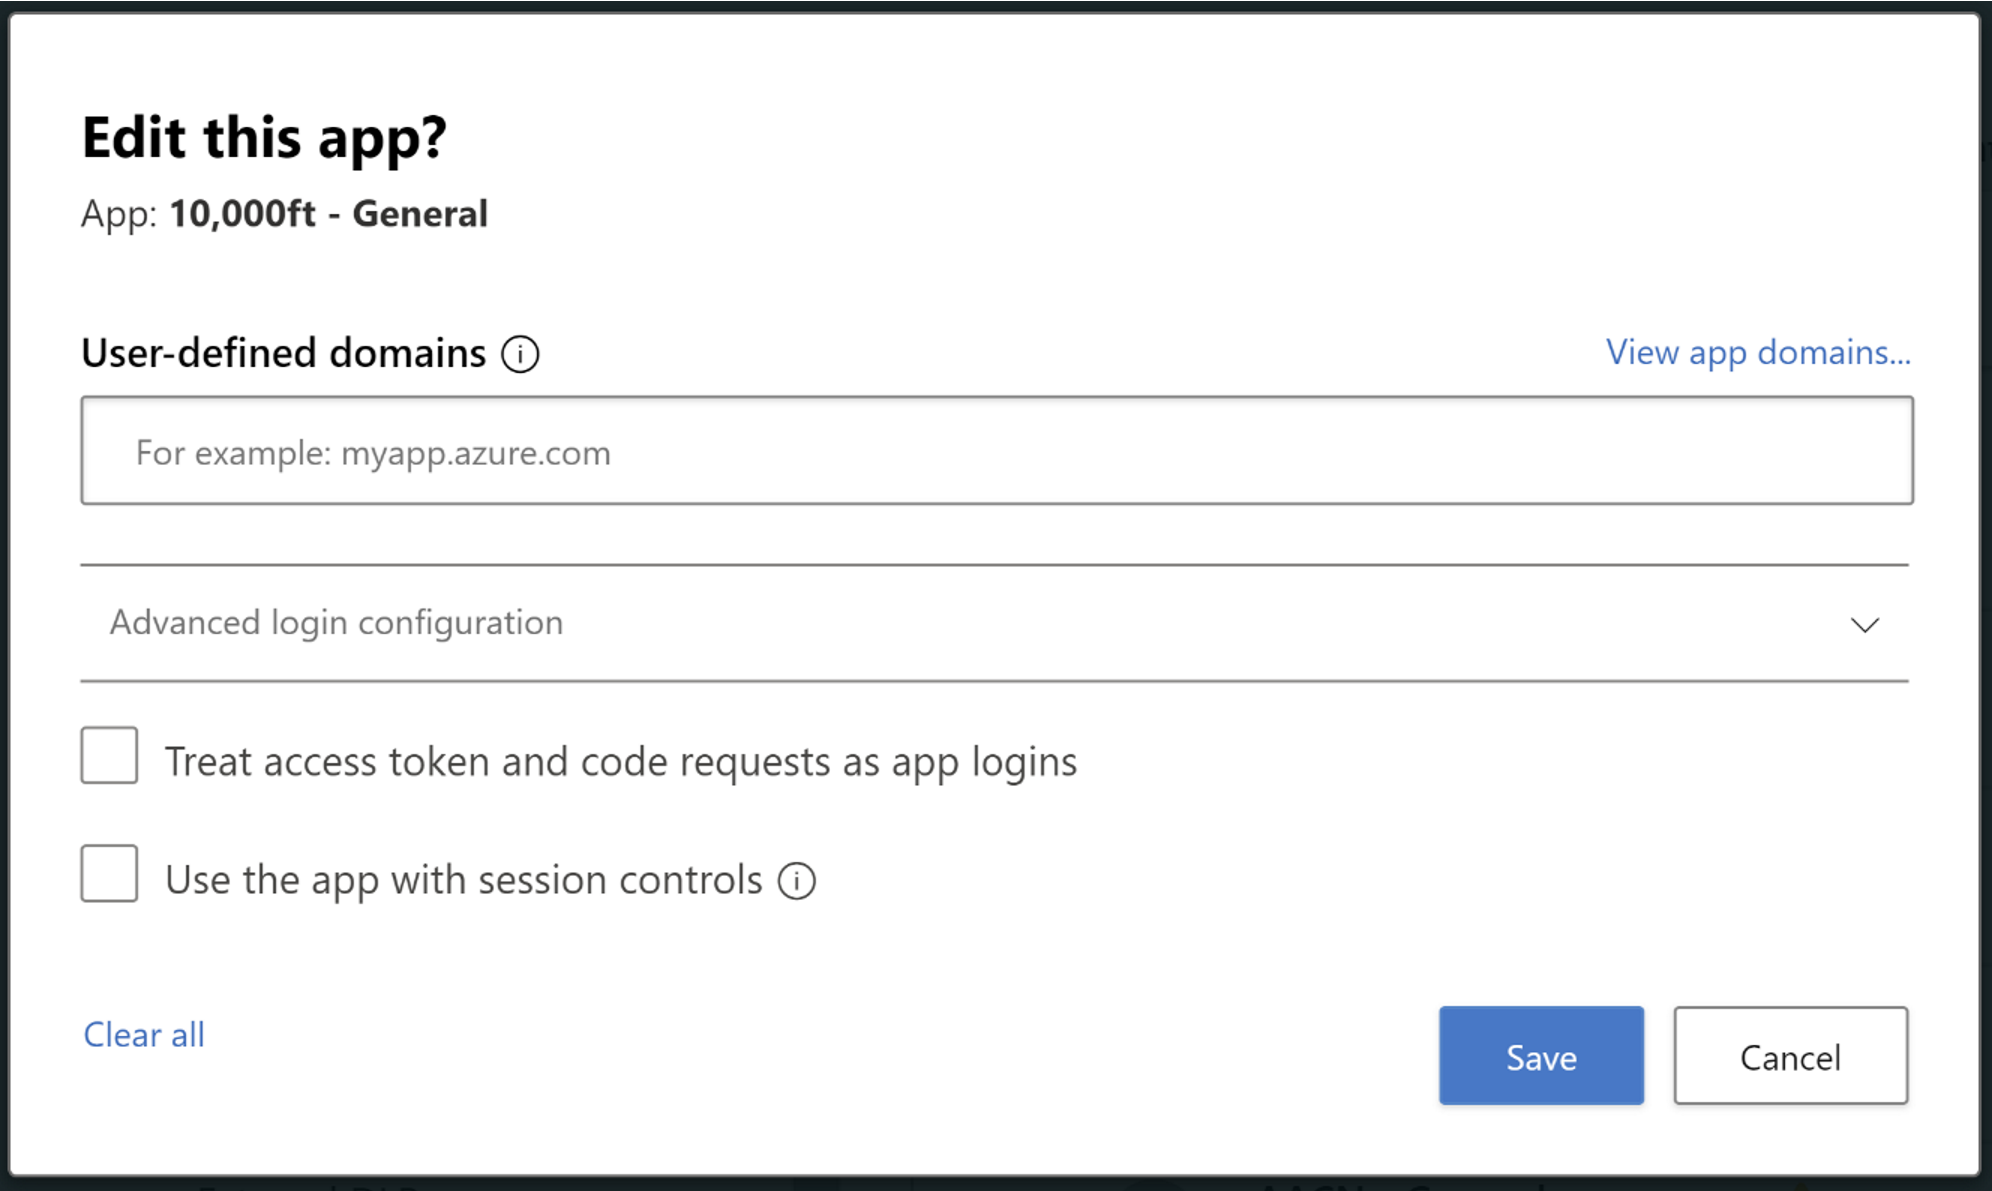 Edit this app?
App: 10,000ft - General
User-defined domains
View app domains...
For example: myapp.azure.com
Advanced login configuration
Treat access token and code requests as app logins
Use the app with session controls
Clear all
Save
Cancel